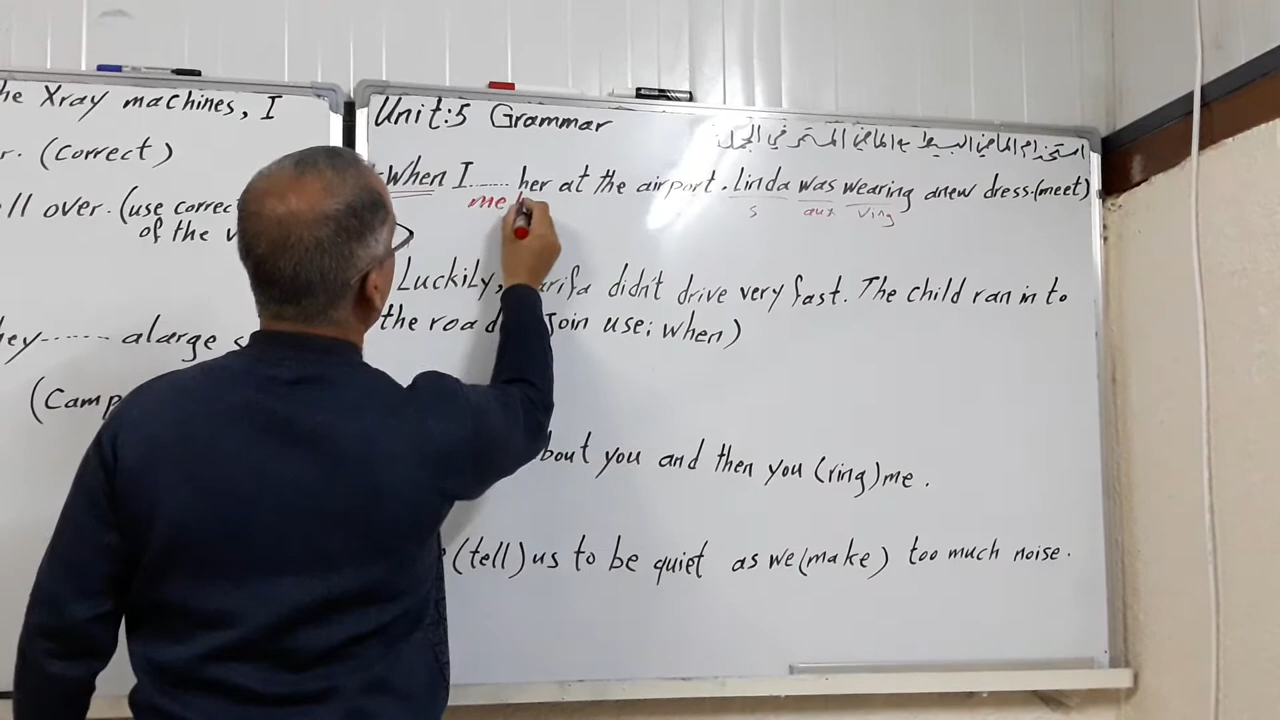 he Xray machines, I
r. (Correct)
ll over. (use correc
of the v
hey...... alarge s
(Camp
Unit:5 Grammar
استخدام الماضي البسيط و الماضي المستمر في الجمل
When I...... her at the airport. Linda was wearing anew dress.(meet)
me
s aux Ving
Luckily, arifa didn't drive very fast. The child ran in to
the road Join use: when)
bout you and then you (ring) me.
(tell) us to be quiet as we (make) too much noise.